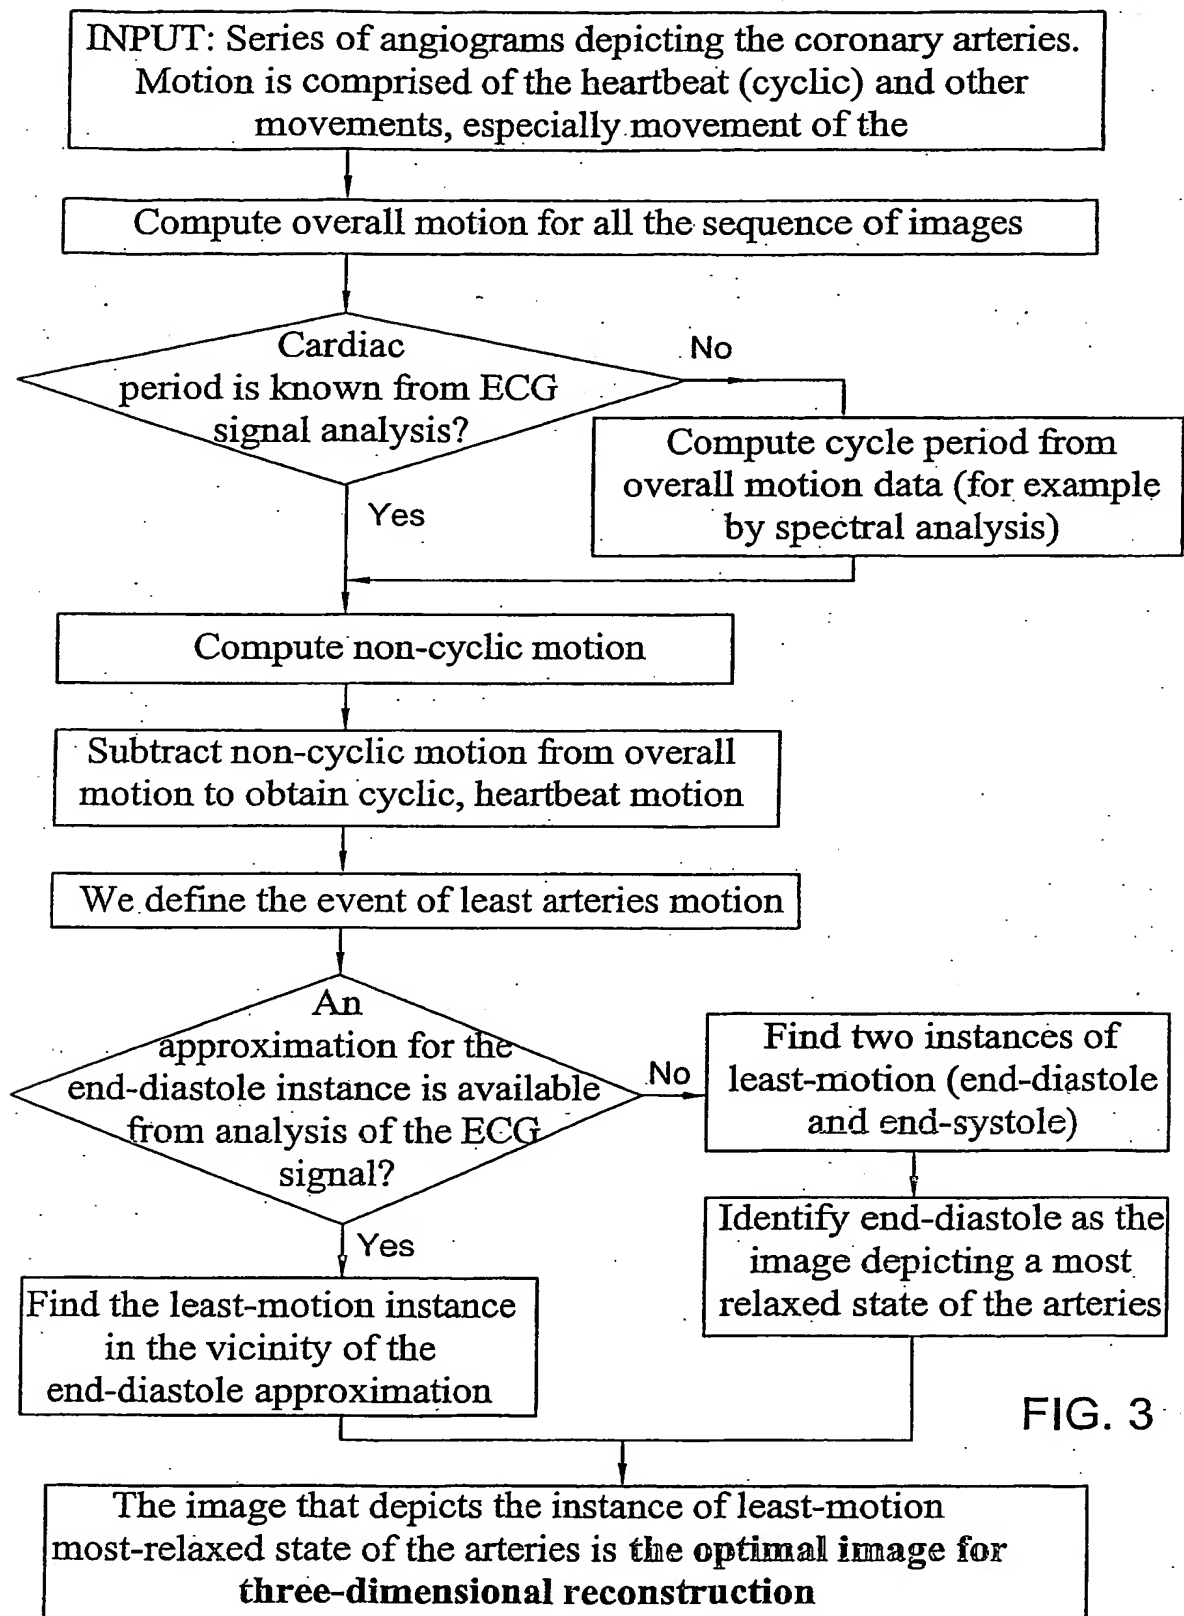 INPUT: Series of angiograms depicting the coronary arteries.
Motion is comprised of the heartbeat (cyclic) and other
movements, especially movement of the
Compute overall motion for all the sequence of images
Cardiac
period is known from ECG
signal analysis?
No
Compute cycle period from
overall motion data (for example
by spectral analysis)
Yes
Compute non-cyclic motion
Subtract non-cyclic motion from overall
motion to obtain cyclic, heartbeat motion
We define the event of least arteries motion
An
approximation for the
end-diastole instance is available
from analysis of the ECG
signal?
No
Find two instances of
least-motion (end-diastole
and end-systole)
Identify end-diastole as the
image depicting a most
relaxed state of the arteries
Yes
Find the least-motion instance
in the vicinity of the
end-diastole approximation
FIG. 3
The image that depicts the instance of least-motion
most-relaxed state of the arteries is the optimal image for
three-dimensional reconstruction